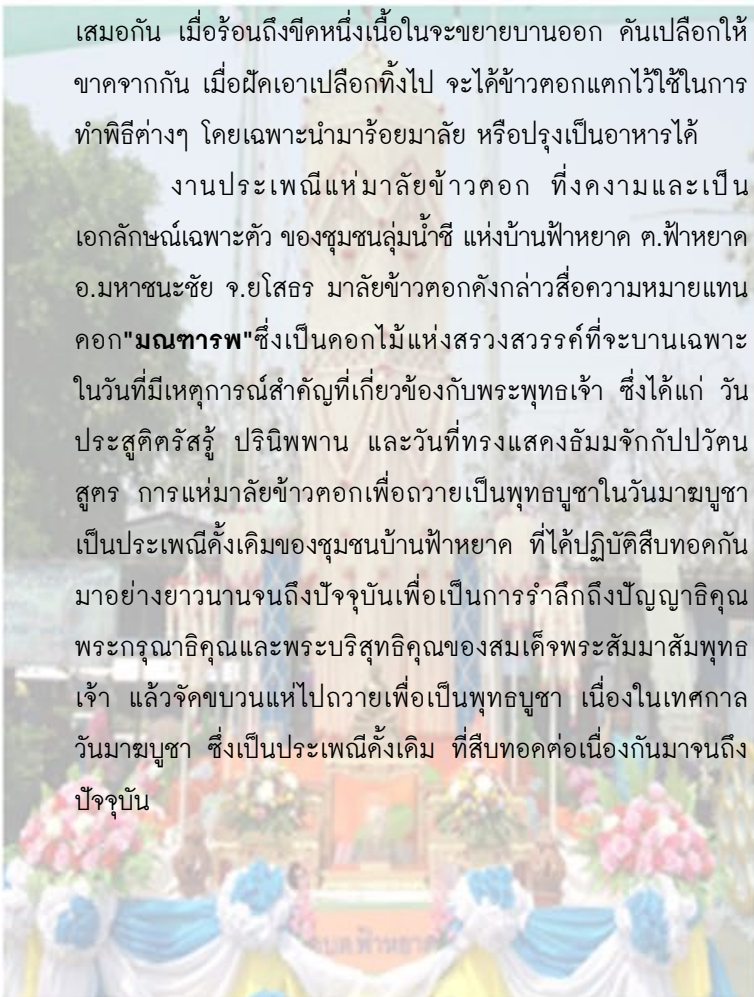 เสมอกัน เมื่อร้อนถึงขีดหนึ่งเนื้อในจะขยายบานออก ดันเปลือกให้
ขาดจากกัน เมื่อฝัดเอาเปลือกทิ้งไป จะได้ข้าวตอกแตกไว้ใช้ในการ
ทำพิธีต่างๆ โดยเฉพาะนำมาร้อยมาลัย หรือปรุงเป็นอาหารได้
งานประเพณีแห่มาลัยข้าวตอก ที่งดงามและเป็น
เอกลักษณ์เฉพาะตัว ของชุมชนลุ่มน้ำชี แห่งบ้านฟ้าหยาด ต.ฟ้าหยาด
อ.มหาชนะชัย จ.ยโสธร มาลัยข้าวตอกดังกล่าวสื่อความหมายแทน
ดอก"มณฑารพ"ซึ่งเป็นดอกไม้แห่งสรวงสวรรค์ที่จะบานเฉพาะ
ในวันที่มีเหตุการณ์สำคัญที่เกี่ยวข้องกับพระพุทธเจ้า ซึ่งได้แก่ วัน
ประสูติตรัสรู้ ปรินิพพาน และวันที่ทรงแสดงธัมมจักกัปปวัตน
สูตร การแห่มาลัยข้าวตอกเพื่อถวายเป็นพุทธบูชาในวันมาฆบูชา
เป็นประเพณีดั้งเดิมของชุมชนบ้านฟ้าหยาด ที่ได้ปฏิบัติสืบทอดกัน
มาอย่างยาวนานจนถึงปัจจุบันเพื่อเป็นการรำลึกถึงปัญญาธิคุณ
พระกรุณาธิคุณและพระบริสุทธิคุณของสมเด็จพระสัมมาสัมพุทธ
เจ้า แล้วจัดขบวนแห่ไปถวายเพื่อเป็นพุทธบูชา เนื่องในเทศกาล
วันมาฆบูชา ซึ่งเป็นประเพณีดั้งเดิม ที่สืบทอดต่อเนื่องกันมาจนถึง
ปัจจุบัน
อบต.ฟ้าหยาด